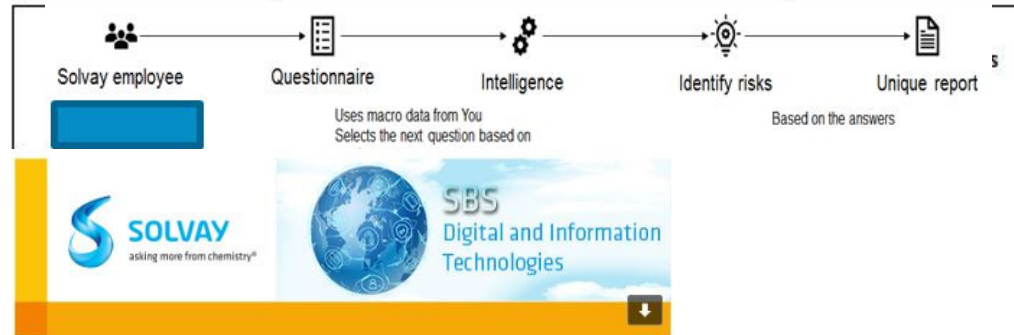 Solvay employee
Questionnaire
Intelligence
Identify risks
Unique report
s
Uses macro data from You
Selects the next question based on
Based on the answers
SOLVAY
asking more from chemistry®
SBS
Digital and Information
Technologies